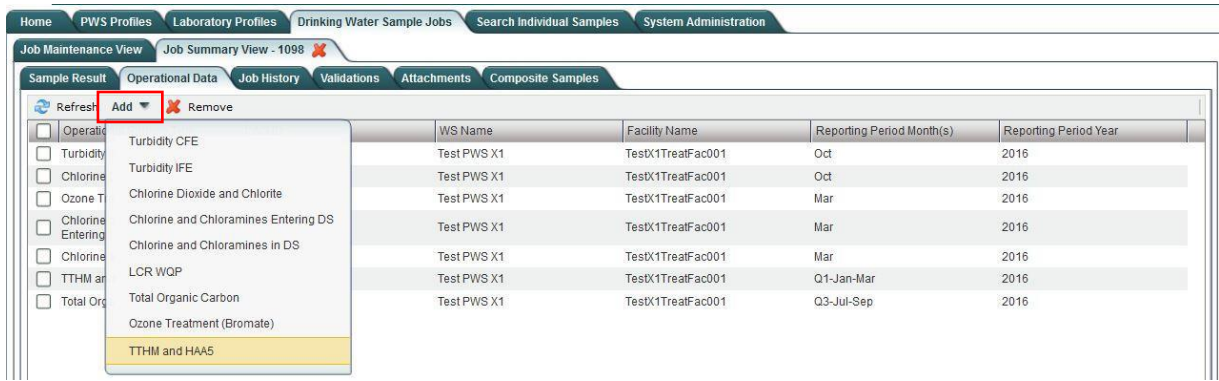 Home PWS Profiles Laboratory Profiles Drinking Water Sample Jobs Search Individual Samples System Administration
Job Maintenance View Job Summary View - 1098
Sample Result Operational Data Job History Validations Attachments Composite Samples
Refresh Add Remove
WS Name Facility Name Reporting Period Month(s) Reporting Period Year
Turbidity Test PWS X1 TestX1TreatFac001 Oct 2016
Chlorine Test PWS X1 TestX1TreatFac001 Oct 2016
Ozone Test PWS X1 TestX1TreatFac001 Mar 2016
Chlorine
Entering Test PWS X1 TestX1TreatFac001 Mar 2016
Chlorine Test PWS X1 TestX1TreatFac001 Mar 2016
TTHM Test PWS X1 TestX1TreatFac001 Q1-Jan-Mar 2016
Total Test PWS X1 TestX1TreatFac001 Q3-Jul-Sep 2016
Turbidity CFE
Turbidity IFE
Chlorine Dioxide and Chlorite
Chlorine and Chloramines Entering DS
Chlorine and Chloramines in DS
LCR WQP
Total Organic Carbon
Ozone Treatment (Bromate)
TTHM and HAA5